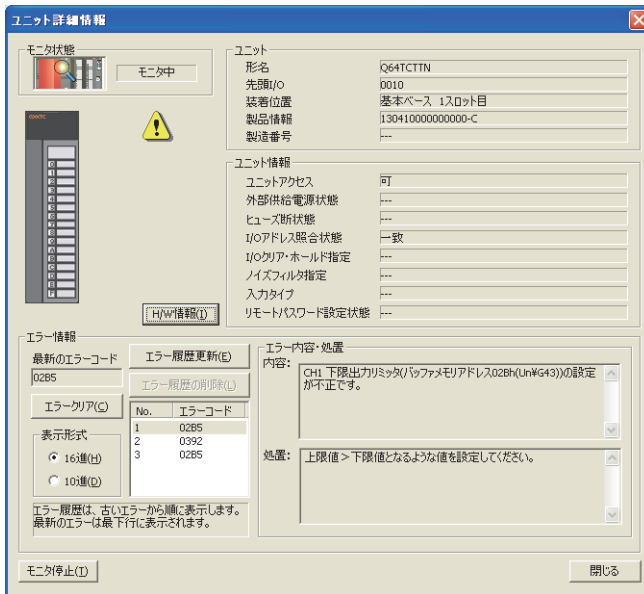 ユニット詳細情報
モニタ状態
モニタ中
ユニット
形名 Q64TCTTN
先頭I/O 0010
装着位置 基本ベース 1スロット目
製品情報 130410000000000-C
製造番号 ---
ユニット情報
ユニットアクセス 可
外部供給電源状態 ---
ヒューズ断状態 ---
I/Oアドレス照合状態 一致
I/Oクリア・ホールド指定 ---
ノイズフィルタ指定 ---
入力タイプ ---
リモートパスワード設定状態 ---
H/W情報(I)
0
1
2
3
4
5
6
7
8
9
A
B
C
D
E
F
エラー情報
最新のエラーコード
02B5
エラークリア(C)
表示形式
16進(H)
10進(D)
エラー履歴更新(E)
エラー履歴の削除(L)
No. エラーコード
1 02B5
2 0392
3 02B5
エラー履歴は、古いエラーから順に表示します。
最新のエラーは最下行に表示されます。
エラー内容・処置
内容:
CH1 下限出力リミッタ(バッファメモリアドレス02Bh(Un¥G43))の設定
が不正です。
処置:
上限値>下限値となるような値を設定してください。
モニタ停止(T)
閉じる